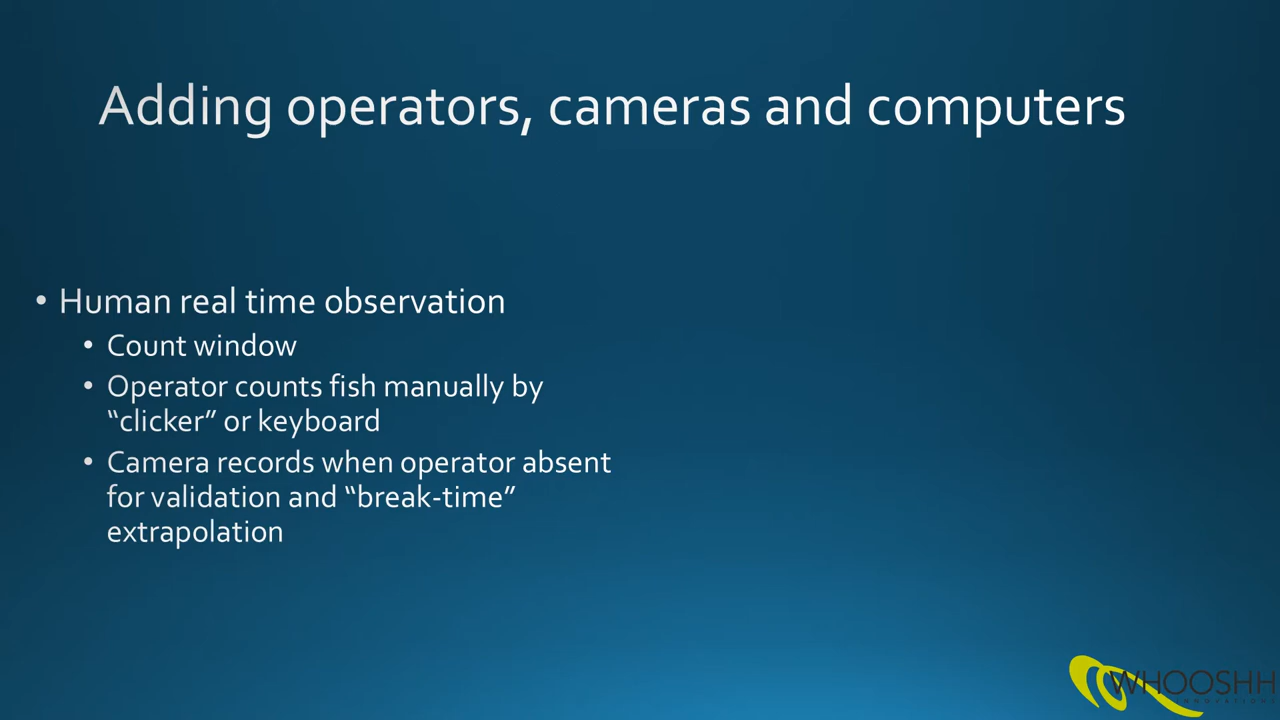 Adding operators, cameras and computers
• Human real time observation
• Count window
• Operator counts fish manually by
“clicker” or keyboard
• Camera records when operator absent
for validation and “break-time”
extrapolation
WHOOSHH
INNOVATIONS